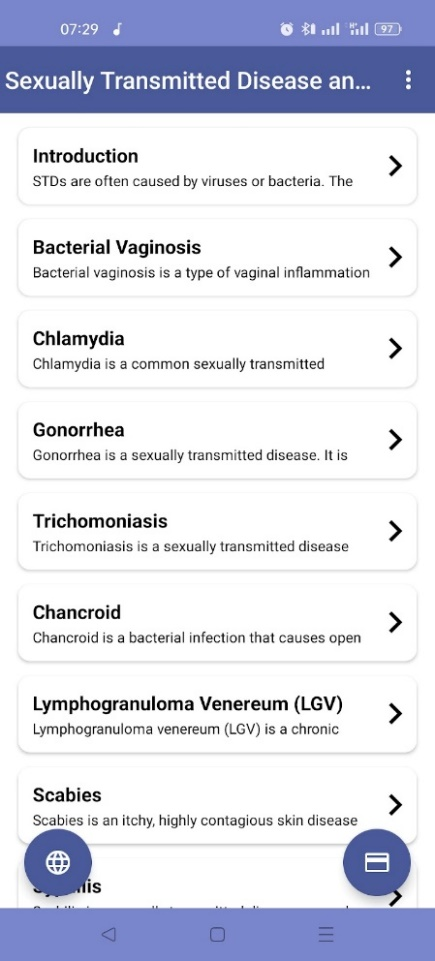 07:29
97
Sexually Transmitted Disease an...
Introduction
STDs are often caused by viruses or bacteria. The
Bacterial Vaginosis
Bacterial vaginosis is a type of vaginal inflammation
Chlamydia
Chlamydia is a common sexually transmitted
Gonorrhea
Gonorrhea is a sexually transmitted disease. It is
Trichomoniasis
Trichomoniasis is a sexually transmitted disease
Chancroid
Chancroid is a bacterial infection that causes open
Lymphogranuloma Venereum (LGV)
Lymphogranuloma venereum (LGV) is a chronic
Scabies
Scabies is an itchy, highly contagious skin disease